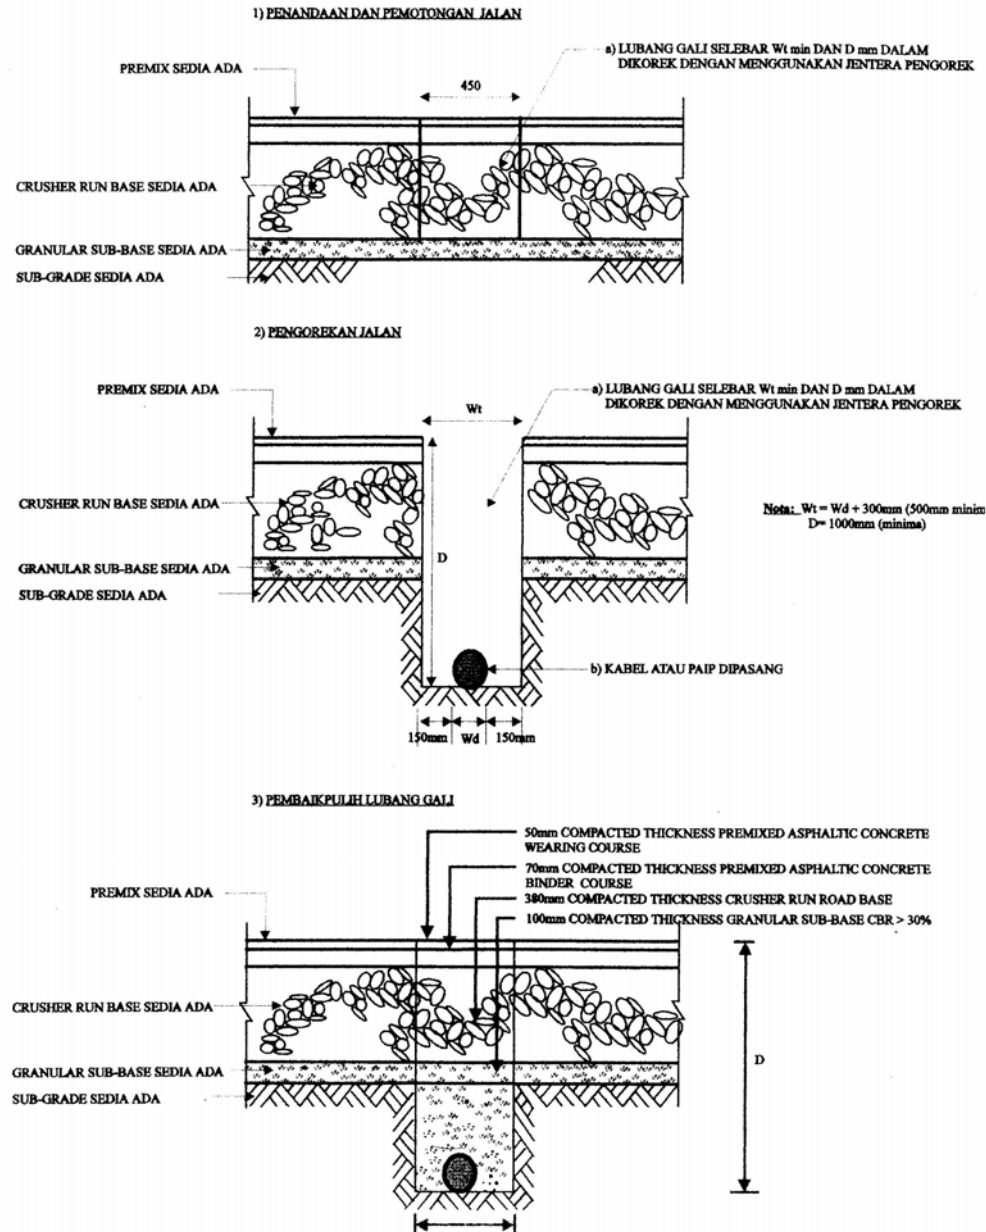 1) PENANDAAN DAN PEMOTONGAN JALAN
a) LUBANG GALI SELEBAR Wt min DAN D mm DALAM
DIKOREK DENGAN MENGGUNAKAN JENTERA PENGOREK
PREMIX SEDIA ADA
450
CRUSHER RUN BASE SEDIA ADA
GRANULAR SUB-BASE SEDIA ADA
SUB-GRADE SEDIA ADA
2) PENGOREKAN JALAN
PREMIX SEDIA ADA
a) LUBANG GALI SELEBAR Wt min DAN D mm DALAM
DIKOREK DENGAN MENGGUNAKAN JENTERA PENGOREK
Wt
CRUSHER RUN BASE SEDIA ADA
Nota: Wt = Wd + 300mm (500mm minim
D= 1000mm (minima)
D
GRANULAR SUB-BASE SEDIA ADA
SUB-GRADE SEDIA ADA
b) KABEL ATAU PAIP DIPASANG
150mm Wd 150mm
3) PEMBAIKPULIH LUBANG GALI
50mm COMPACTED THICKNESS PREMIXED ASPHALTIC CONCRETE
WEARING COURSE
70mm COMPACTED THICKNESS PREMIXED ASPHALTIC CONCRETE
BINDER COURSE
PREMIX SEDIA ADA
380mm COMPACTED THICKNESS CRUSHER RUN ROAD BASE
100mm COMPACTED THICKNESS GRANULAR SUB-BASE CBR > 30%
CRUSHER RUN BASE SEDIA ADA
D
GRANULAR SUB-BASE SEDIA ADA
SUB-GRADE SEDIA ADA